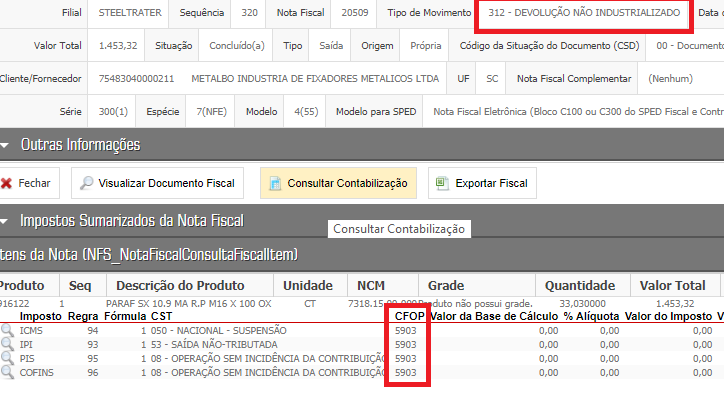 Filial STEELTRATER Sequência 320 Nota Fiscal 20509 Tipo de Movimento 312 - DEVOLUÇÃO NÃO INDUSTRIALIZADO Data
Valor Total 1.453,32 Situação Concluído(a) Tipo Saída Origem Própria Código da Situação do Documento (CSD) 00 - Documento
Cliente/Fornecedor 75483040000211 METALBO INDUSTRIA DE FIXADORES METALICOS LTDA UF SC Nota Fiscal Complementar (Nenhum)
Série 300(1) Espécie 7(NFE) Modelo 4(55) Modelo para SPED Nota Fiscal Eletrônica (Bloco C100 ou C300 do SPED Fiscal e Contr
Outras Informações
Fechar Visualizar Documento Fiscal Consultar Contabilização Exportar Fiscal
Impostos Sumarizados da Nota Fiscal
Consultar Contabilização
tens da Nota (NFS_NotaFiscalConsultaFiscalItem)
Produto Seq Descrição do Produto Unidade NCM Grade Quantidade Valor Total
916122 1 PARAF SX 10.9 MA R.P M16 X 100 OX CT 7318.15.00.000 Produto não possui grade. 33,030000 1.453,32
Imposto Regra Fórmula CST CFOP Valor da Base de Cálculo % Alíquota Valor do Imposto V
ICMS 94 1 050 - NACIONAL - SUSPENSÃO 5903 0,00 0,00 0,00
IPI 93 1 53 - SAÍDA NÃO-TRIBUTADA 5903 0,00 0,00 0,00
PIS 95 1 08 - OPERAÇÃO SEM INCIDÊNCIA DA CONTRIBUIÇÃO 5903 0,00 0,00 0,00
COFINS 96 1 08 - OPERAÇÃO SEM INCIDÊNCIA DA CONTRIBUIÇÃO 5903 0,00 0,00 0,00